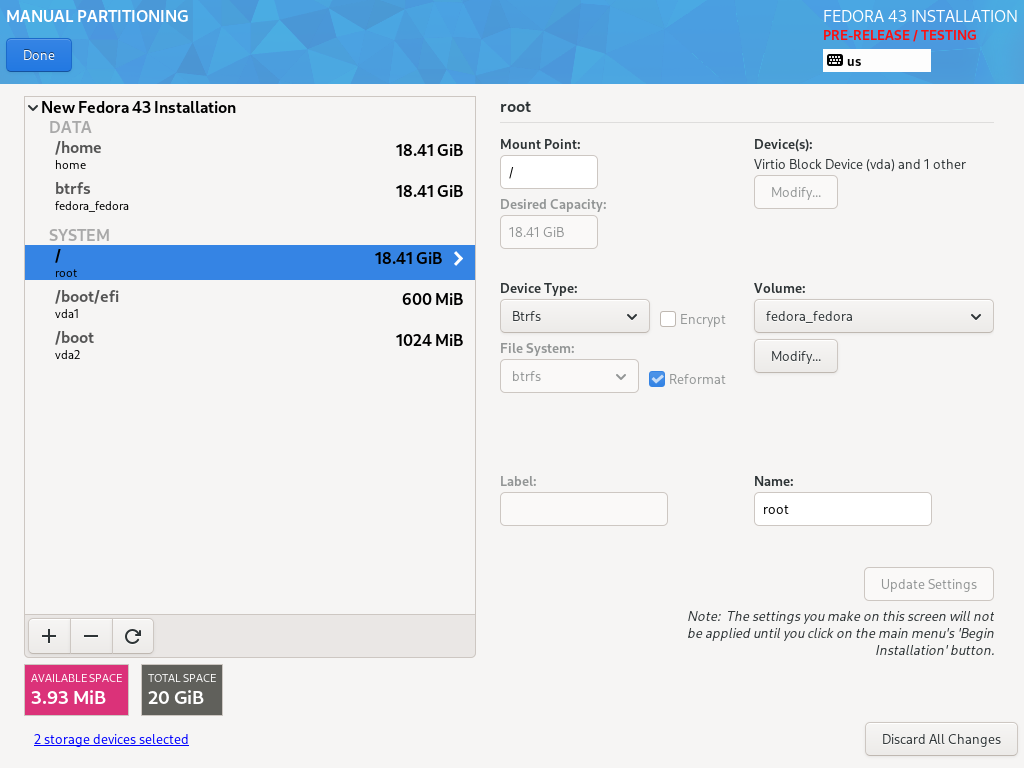 MANUAL PARTITIONING
FEDORA 43 INSTALLATION
PRE-RELEASE / TESTING
Done
us
New Fedora 43 Installation
DATA
/home
home
18.41 GiB
btrfs
fedora_fedora
18.41 GiB
SYSTEM
/
root
18.41 GiB
/boot/efi
vda1
600 MiB
/boot
vda2
1024 MiB
AVAILABLE SPACE
3.93 MiB
TOTAL SPACE
20 GiB
2 storage devices selected
root
Mount Point:
/
Desired Capacity:
18.41 GiB
Device(s):
Virtio Block Device (vda) and 1 other
Modify...
Device Type:
Btrfs
Encrypt
Volume:
fedora_fedora
Modify...
File System:
btrfs
Reformat
Label:
Name:
root
Update Settings
Note: The settings you make on this screen will not
be applied until you click on the main menu's 'Begin
Installation' button.
Discard All Changes